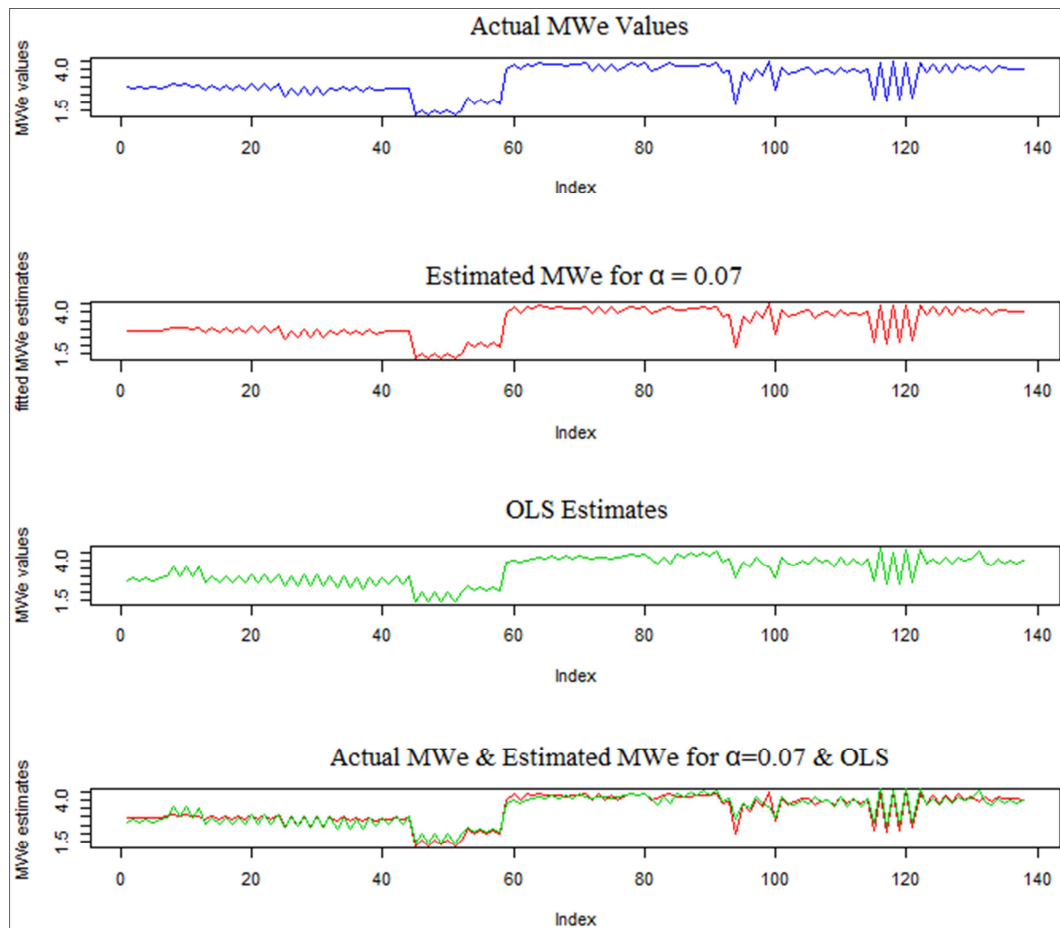 Actual MWe Values
MWe values
4.0
1.5
0 20 40 60 80 100 120 140
Index
Estimated MWe for α = 0.07
fitted MWe estimates
4.0
1.5
0 20 40 60 80 100 120 140
Index
OLS Estimates
MWe values
4.0
1.5
0 20 40 60 80 100 120 140
Index
Actual MWe & Estimated MWe for α=0.07 & OLS
MWe estimates
4.0
1.5
0 20 40 60 80 100 120 140
Index